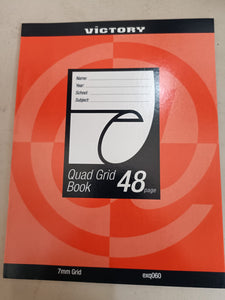 VICTORY
Name:
Year:
School:
Subject:
Quad Grid
Book 48 page
7mm Grid exq060